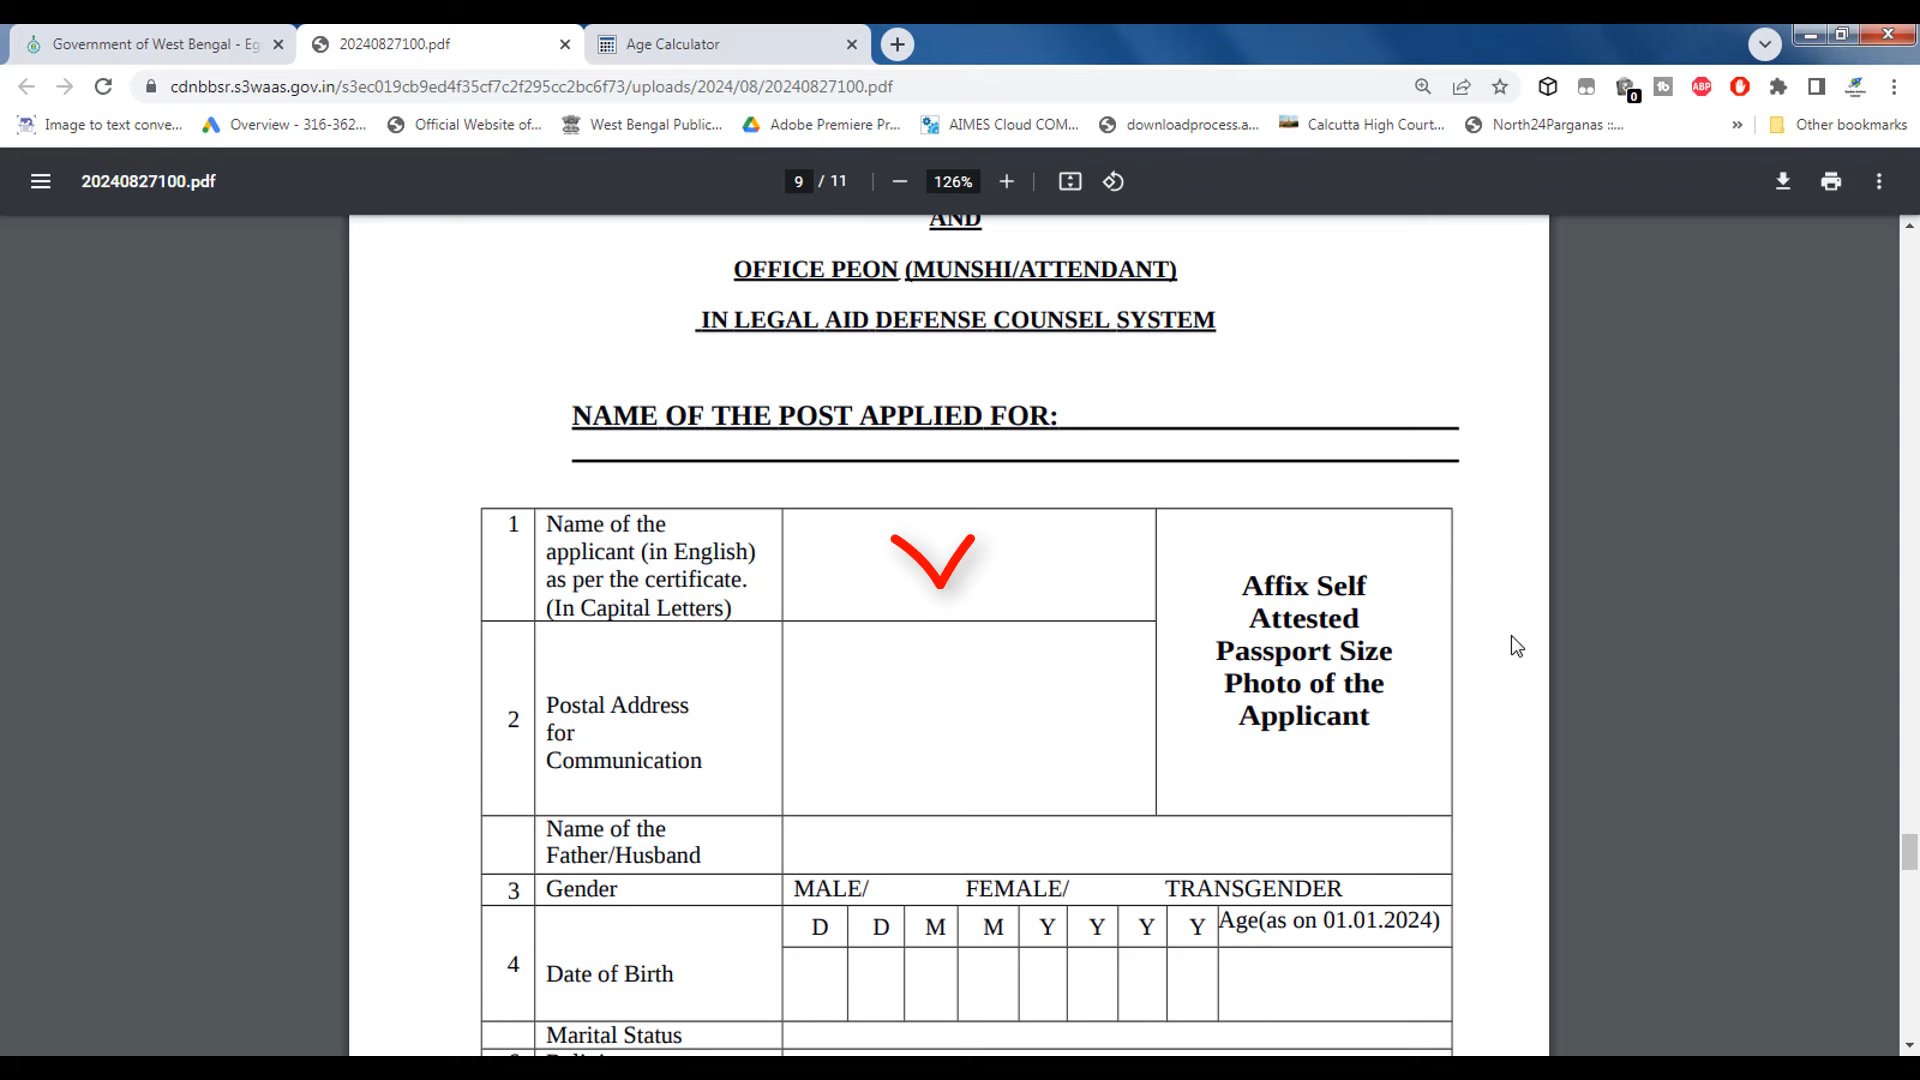 Government of West Bengal - Eg
20240827100.pdf
Age Calculator
cdnbbsr.s3waas.gov.in/s3ec019cb9ed4f35cf7c2f295cc2bc6f73/uploads/2024/08/20240827100.pdf
0
tb
ABP
Image to text conve...
Overview - 316-362...
Official Website of...
West Bengal Public...
Adobe Premiere Pr...
AIMES Cloud COM...
downloadprocess.a...
Calcutta High Court...
North24Parganas ::...
»
Other bookmarks
20240827100.pdf
9 / 11
126%
AND
OFFICE PEON (MUNSHI/ATTENDANT)
IN LEGAL AID DEFENSE COUNSEL SYSTEM
NAME OF THE POST APPLIED FOR:
1
Name of the
applicant (in English)
as per the certificate.
(In Capital Letters)
Affix Self
Attested
Passport Size
Photo of the
Applicant
2
Postal Address
for
Communication
Name of the
Father/Husband
3 Gender MALE/ FEMALE/ TRANSGENDER
4
Date of Birth
D D M M Y Y Y Y Age(as on 01.01.2024)
Marital Status